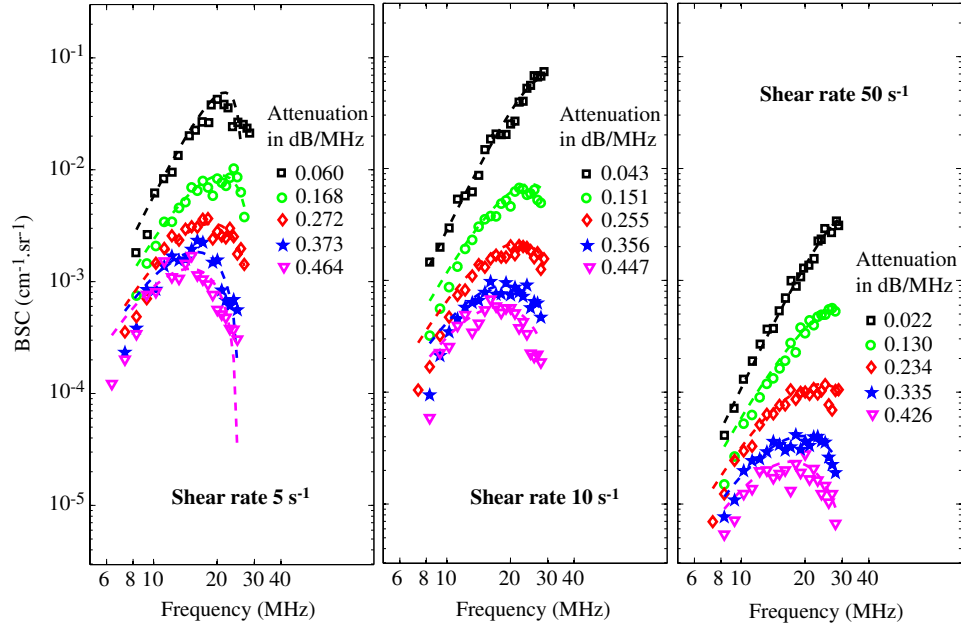 BSC (cm⁻¹.sr⁻¹)
10⁻¹
10⁻²
10⁻³
10⁻⁴
10⁻⁵
Attenuation
in dB/MHz
0.060
0.168
0.272
0.373
0.464
Shear rate 5 s⁻¹
6 8 10 20 30 40
Frequency (MHz)
Attenuation
in dB/MHz
0.043
0.151
0.255
0.356
0.447
Shear rate 10 s⁻¹
6 8 10 20 30 40
Frequency (MHz)
Shear rate 50 s⁻¹
Attenuation
in dB/MHz
0.022
0.130
0.234
0.335
0.426
6 8 10 20 30 40
Frequency (MHz)